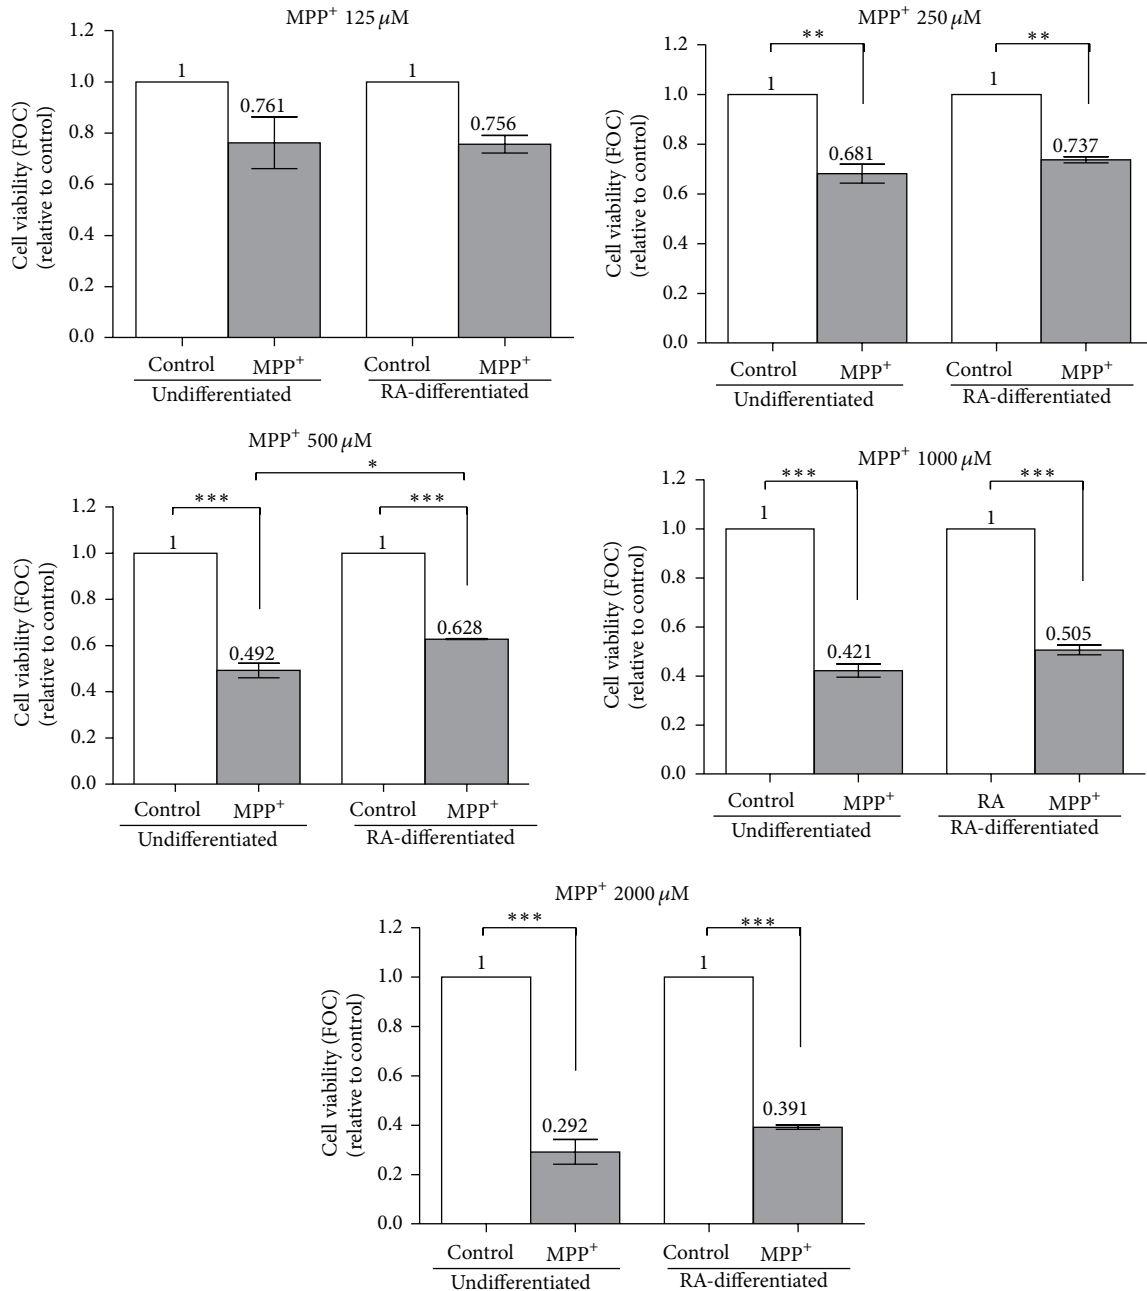 MPP⁺ 125 μM
Cell viability (FOC)
(relative to control)
1.2
1.0
0.8
0.6
0.4
0.2
0.0
1
0.761
1
0.756
Control MPP⁺ Control MPP⁺
Undifferentiated RA-differentiated
MPP⁺ 250 μM
Cell viability (FOC)
(relative to control)
1.2
1.0
0.8
0.6
0.4
0.2
0.0
** **
1
0.681
1
0.737
Control MPP⁺ Control MPP⁺
Undifferentiated RA-differentiated
MPP⁺ 500 μM
Cell viability (FOC)
(relative to control)
1.2
1.0
0.8
0.6
0.4
0.2
0.0
*
*** ***
1
0.492
1
0.628
Control MPP⁺ Control MPP⁺
Undifferentiated RA-differentiated
MPP⁺ 1000 μM
Cell viability (FOC)
(relative to control)
1.2
1.0
0.8
0.6
0.4
0.2
0.0
*** ***
1
0.421
1
0.505
Control MPP⁺ RA MPP⁺
Undifferentiated RA-differentiated
MPP⁺ 2000 μM
Cell viability (FOC)
(relative to control)
1.2
1.0
0.8
0.6
0.4
0.2
0.0
*** ***
1
0.292
1
0.391
Control MPP⁺ Control MPP⁺
Undifferentiated RA-differentiated